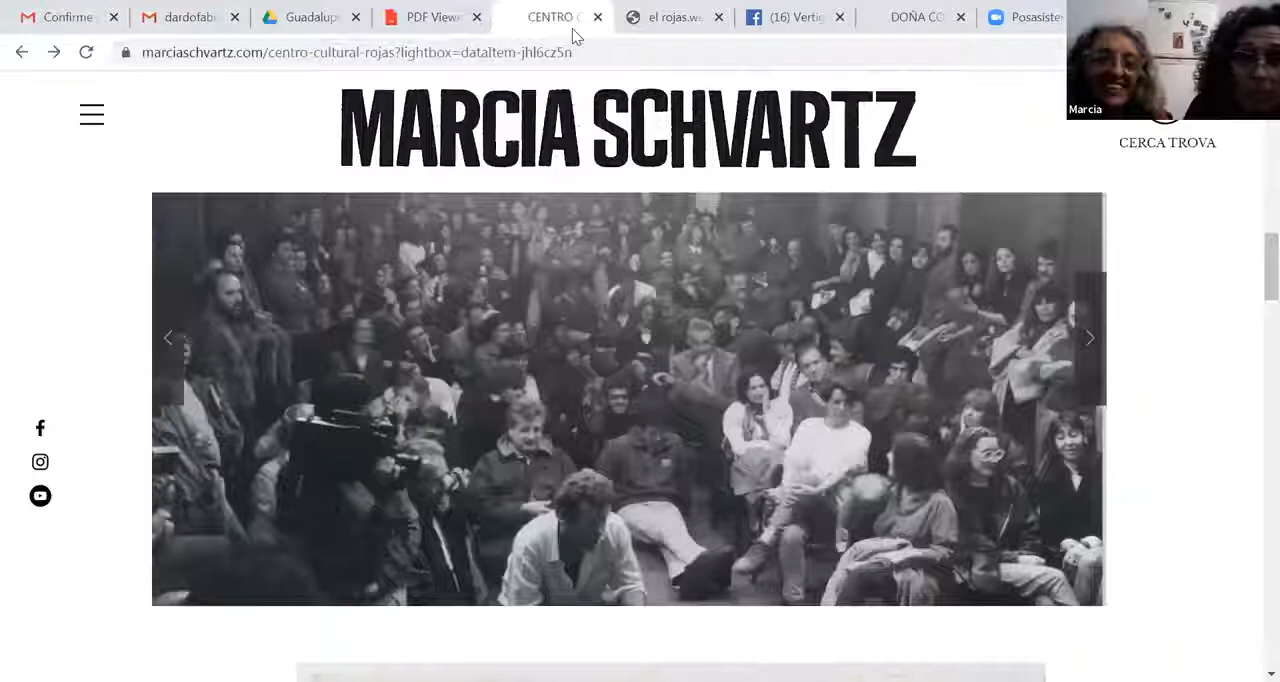 Confirme
dardofab
Guadalup
PDF View
CENTRO C
el rojas.w
(16) Vertig
DOÑA CO
Posasiste
marciaschvartz.com/centro-cultural-rojas?lightbox=dataItem-jhl6cz5n
Marcia
MARCIA SCHVARTZ
CERCA TROVA